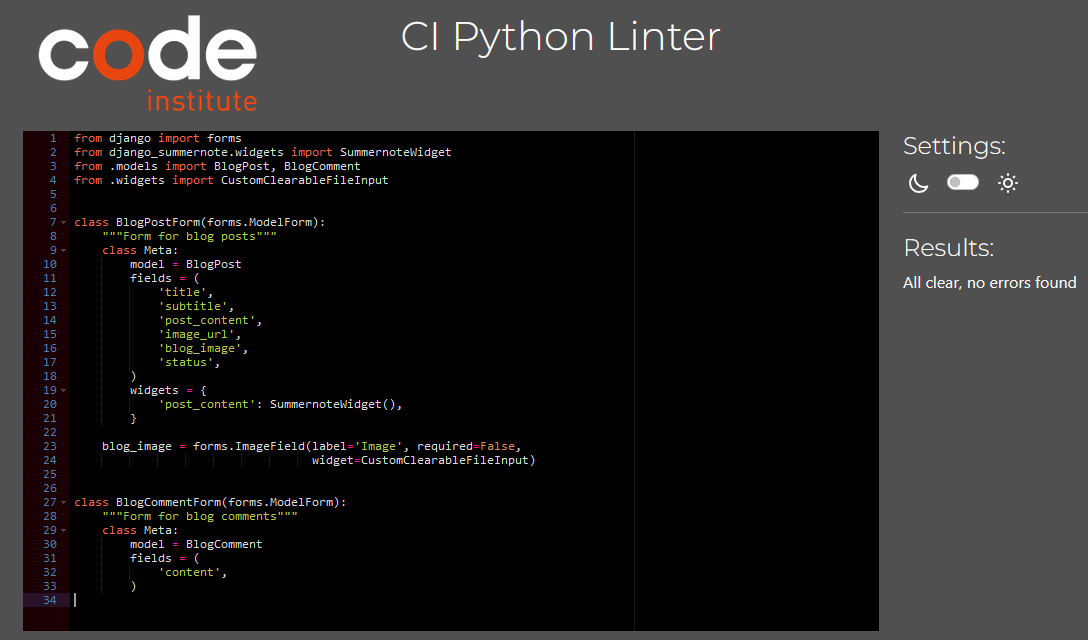 code
institute
CI Python Linter
1 from django import forms
2 from django_summernote.widgets import SummernoteWidget
3 from .models import BlogPost, BlogComment
4 from .widgets import CustomClearableFileInput
5
6
7 class BlogPostForm(forms.ModelForm):
8     """Form for blog posts"""
9     class Meta:
10         model = BlogPost
11         fields = (
12             'title',
13             'subtitle',
14             'post_content',
15             'image_url',
16             'blog_image',
17             'status',
18         )
19         widgets = {
20             'post_content': SummernoteWidget(),
21         }
22
23     blog_image = forms.ImageField(label='Image', required=False,
24                                   widget=CustomClearableFileInput)
25
26
27 class BlogCommentForm(forms.ModelForm):
28     """Form for blog comments"""
29     class Meta:
30         model = BlogComment
31         fields = (
32             'content',
33         )
34
Settings:
Results:
All clear, no errors found